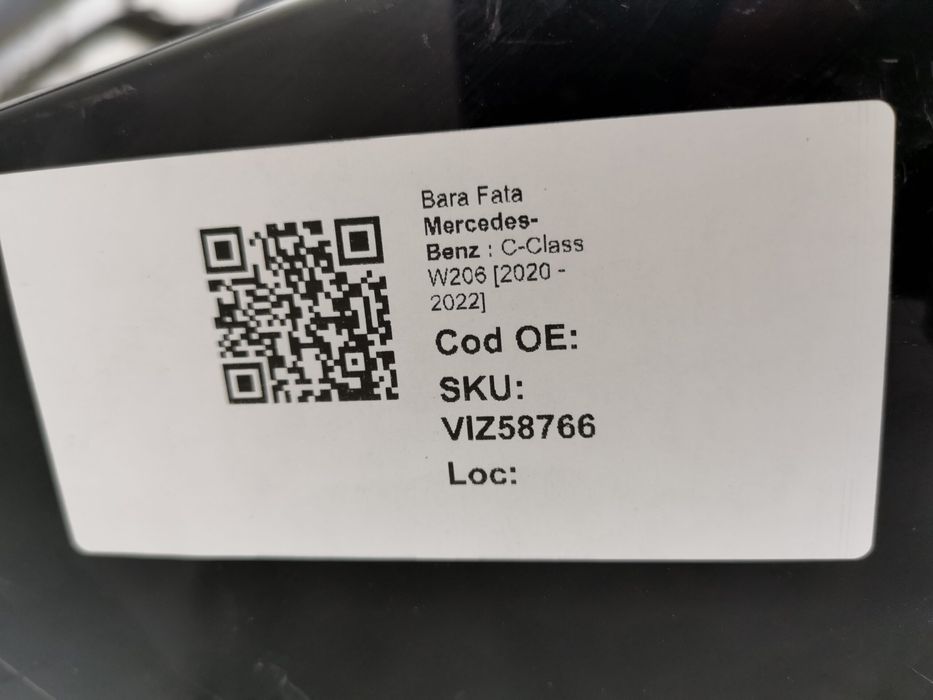 Bara Fata
Mercedes-
Benz : C-Class
W206 [2020 -
2022]
Cod OE:
SKU:
VIZ58766
Loc: